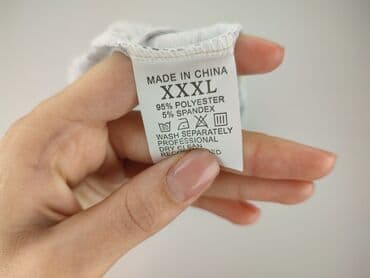 MADE IN CHINA
XXXL
95% POLYESTER
5% SPANDEX
WASH SEPARATELY
PROFESSIONAL
DRY CLEAN